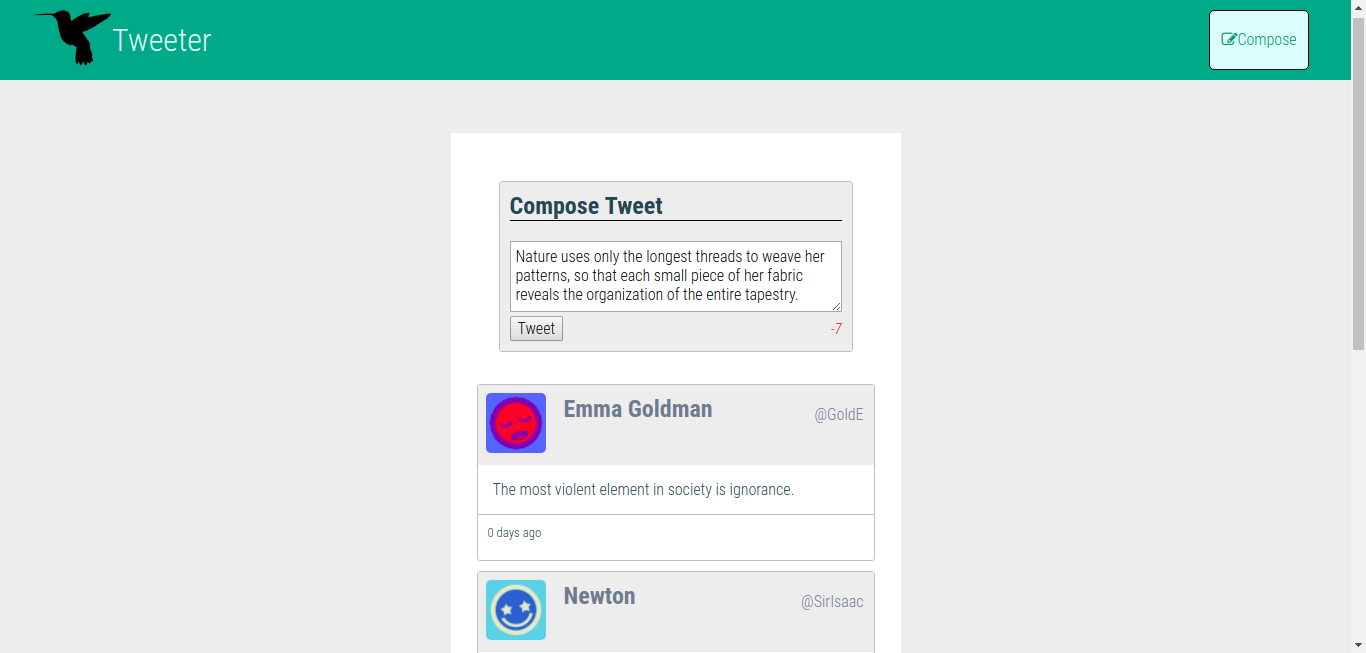 Tweeter
Compose
Compose Tweet
Nature uses only the longest threads to weave her
patterns, so that each small piece of her fabric
reveals the organization of the entire tapestry.
Tweet
-7
Emma Goldman
@GoldE
The most violent element in society is ignorance.
0 days ago
Newton
@SirIsaac